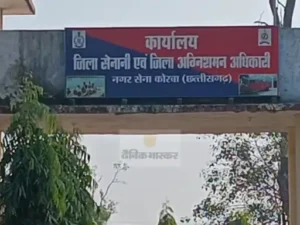 कार्यालय
जिला सेनानी एवं जिला अग्निशमन अधिकारी
नगर सेना कोरबा (छत्तीसगढ़)
दैनिक भास्कर